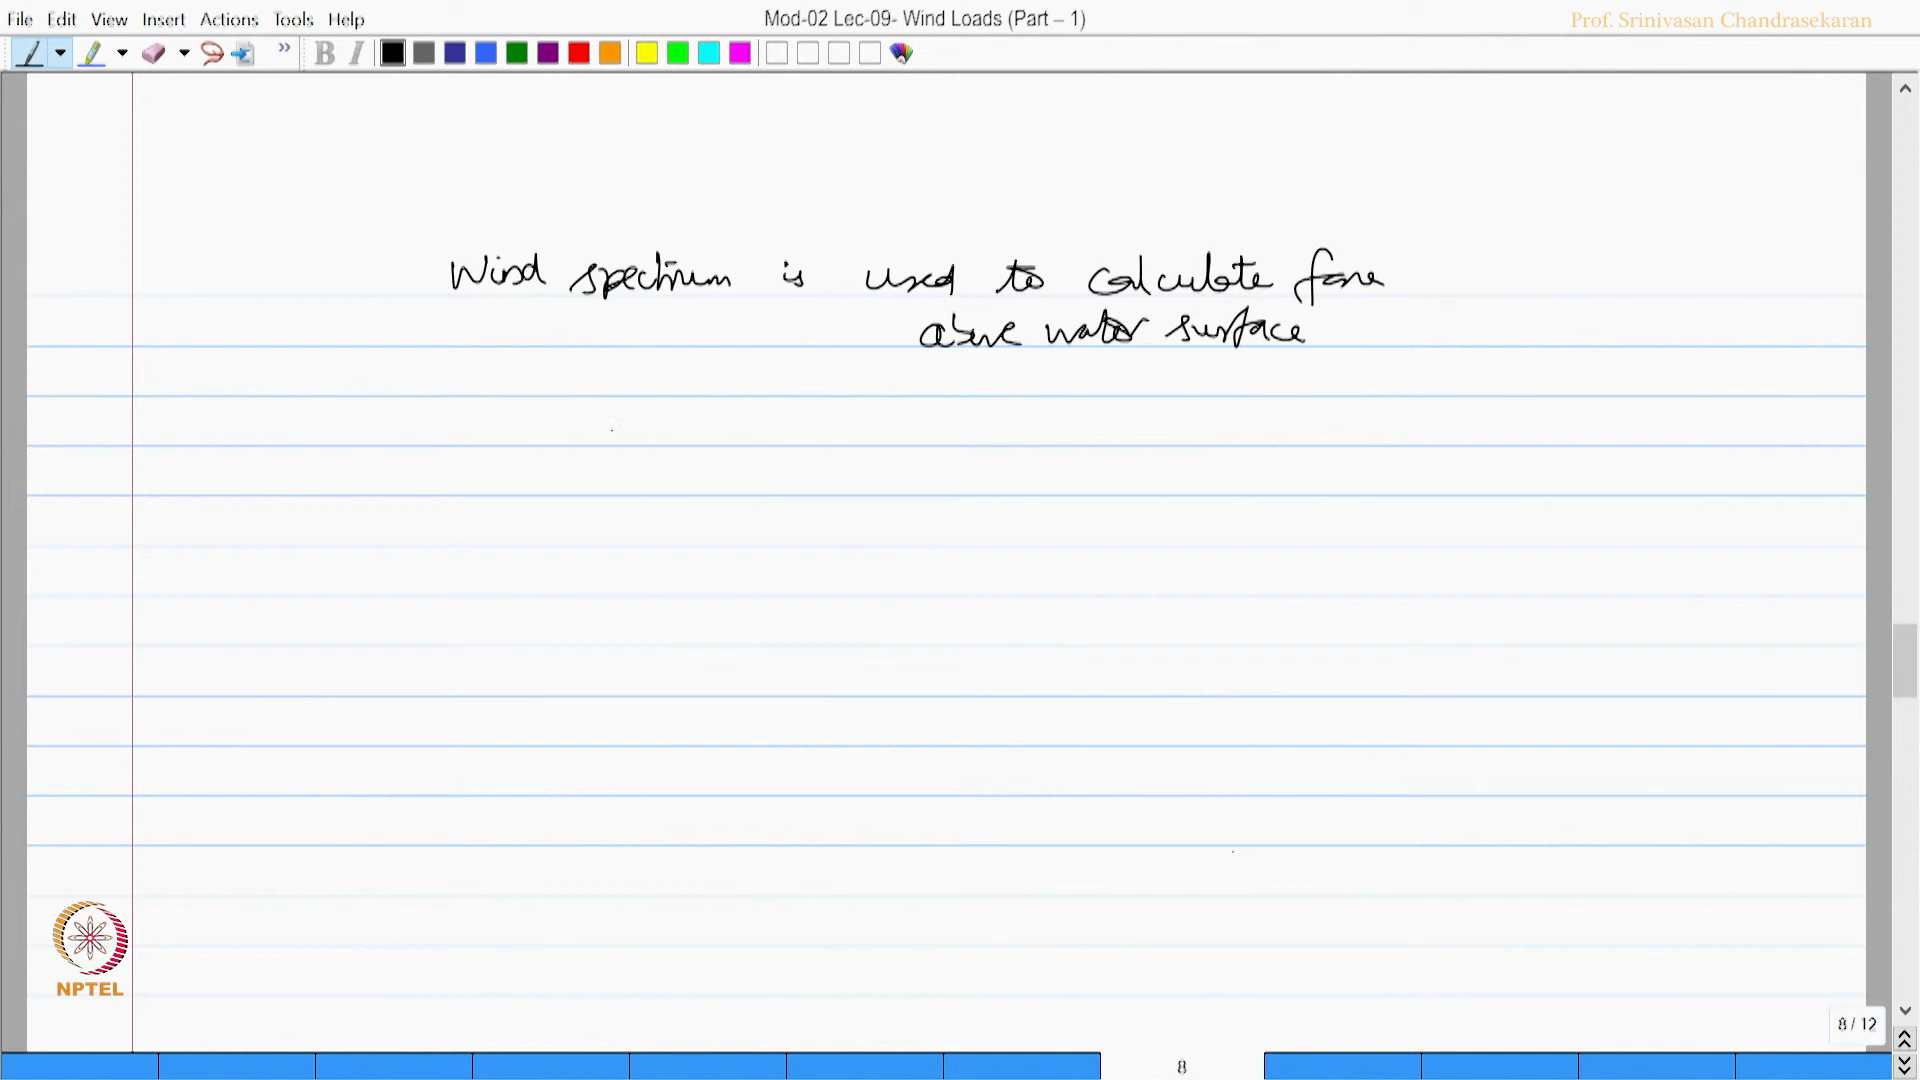 File Edit View Insert Actions Tools Help
Mod-02 Lec-09- Wind Loads (Part – 1)
Prof. Srinivasan Chandrasekaran
B I
Wind spectrum is used to calculate force
above water surface
NPTEL
8 / 12
8